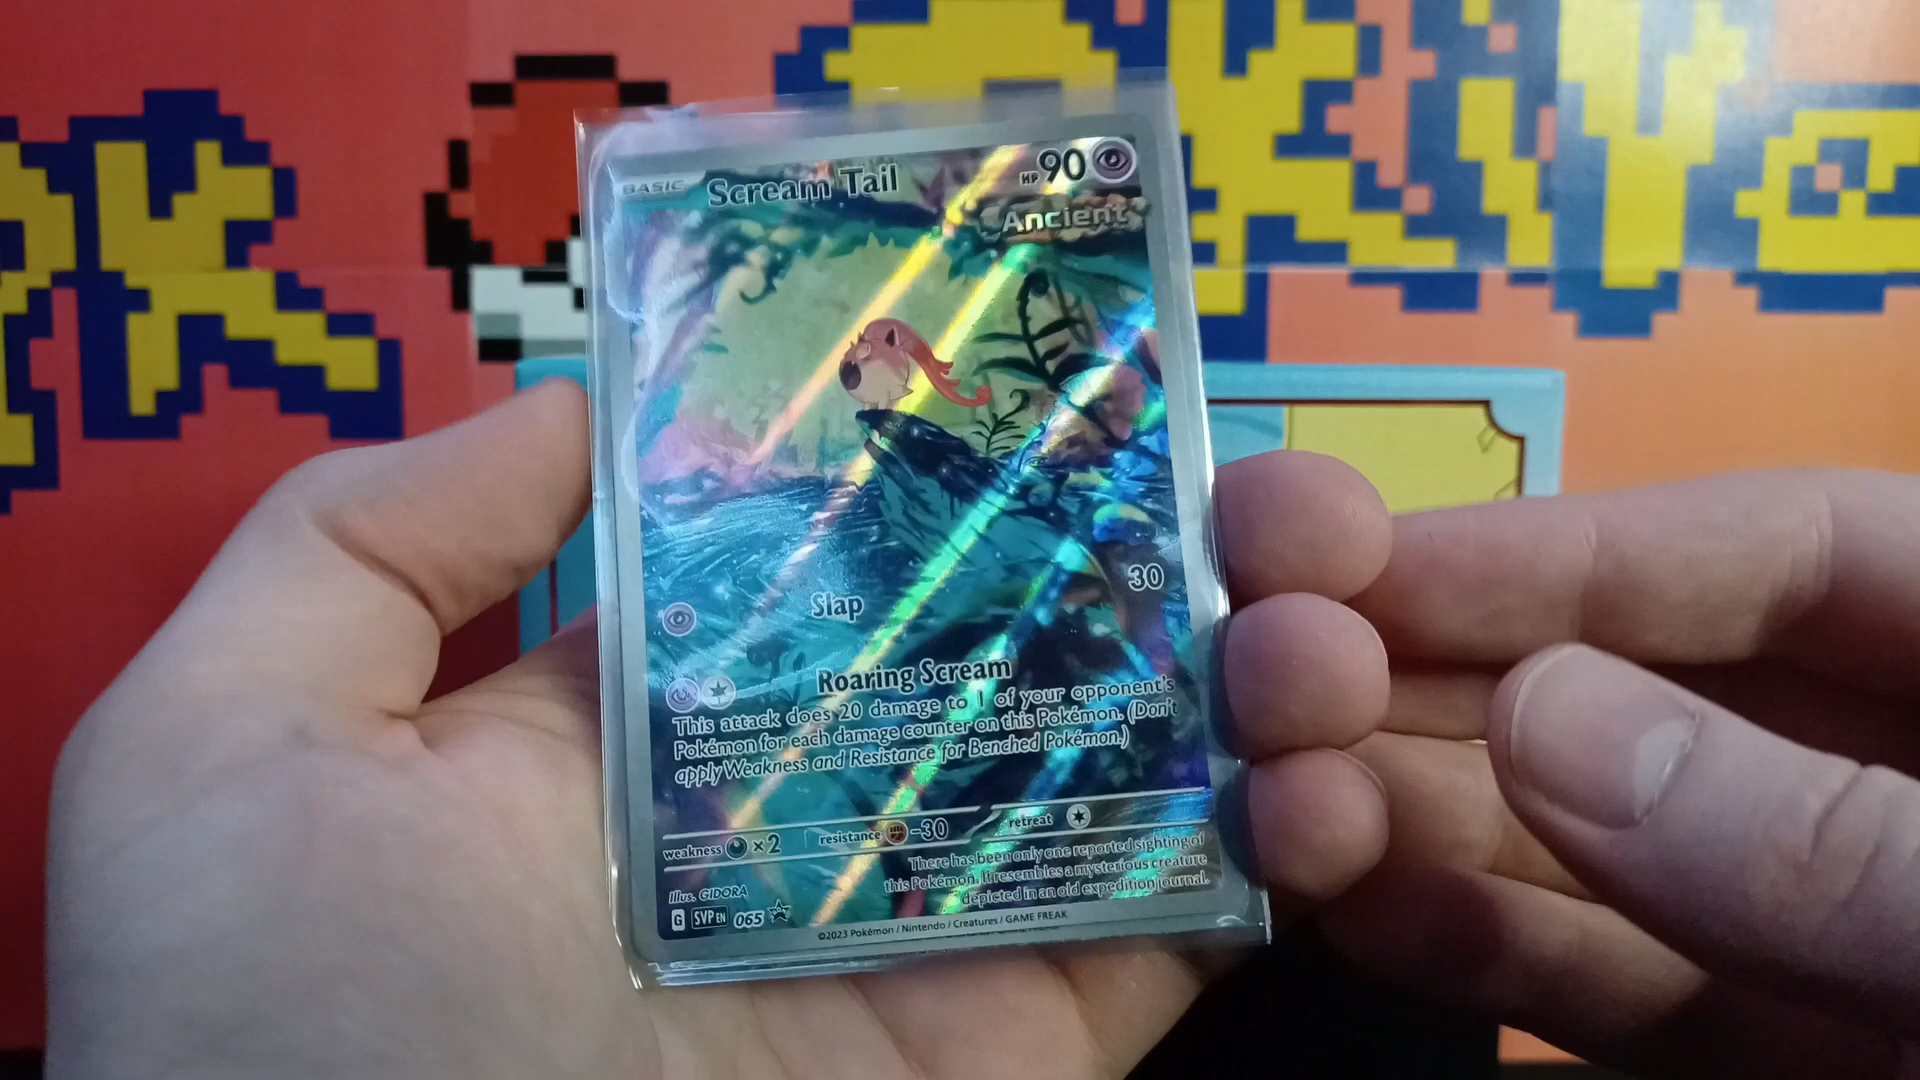 BASIC Scream Tail HP 90
Ancient
Slap 30
Roaring Scream
This attack does 20 damage to 1 of your opponent's
Pokémon for each damage counter on this Pokémon. (Don't
apply Weakness and Resistance for Benched Pokémon.)
weakness ×2 resistance -30 retreat
There has been only one reported sighting of
this Pokémon. It resembles a mysterious creature
depicted in an old expedition journal.
Illus. GIDORA
G SVP EN 065
©2023 Pokémon / Nintendo / Creatures / GAME FREAK